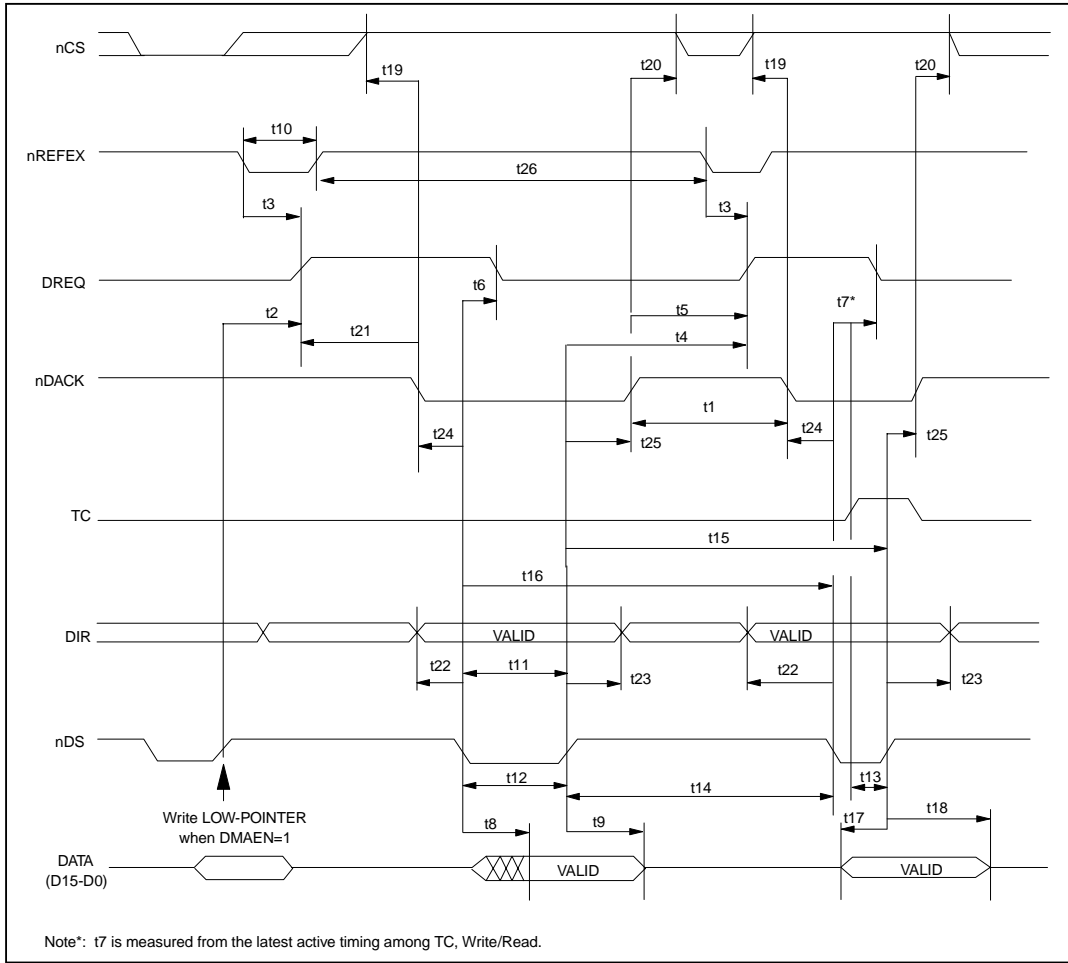 nCS
t19
t20
t19
t20
t10
nREFEX
t26
t3
t3
DREQ
t6
t7*
t2
t5
t21
t4
nDACK
t1
t24
t25
t24
t25
TC
t15
t16
DIR
VALID
VALID
t22
t11
t23
t22
t23
nDS
t12
t13
t14
Write LOW-POINTER
when DMAEN=1
t8
t9
t17
t18
DATA
(D15-D0)
VALID
VALID
Note*: t7 is measured from the latest active timing among TC, Write/Read.